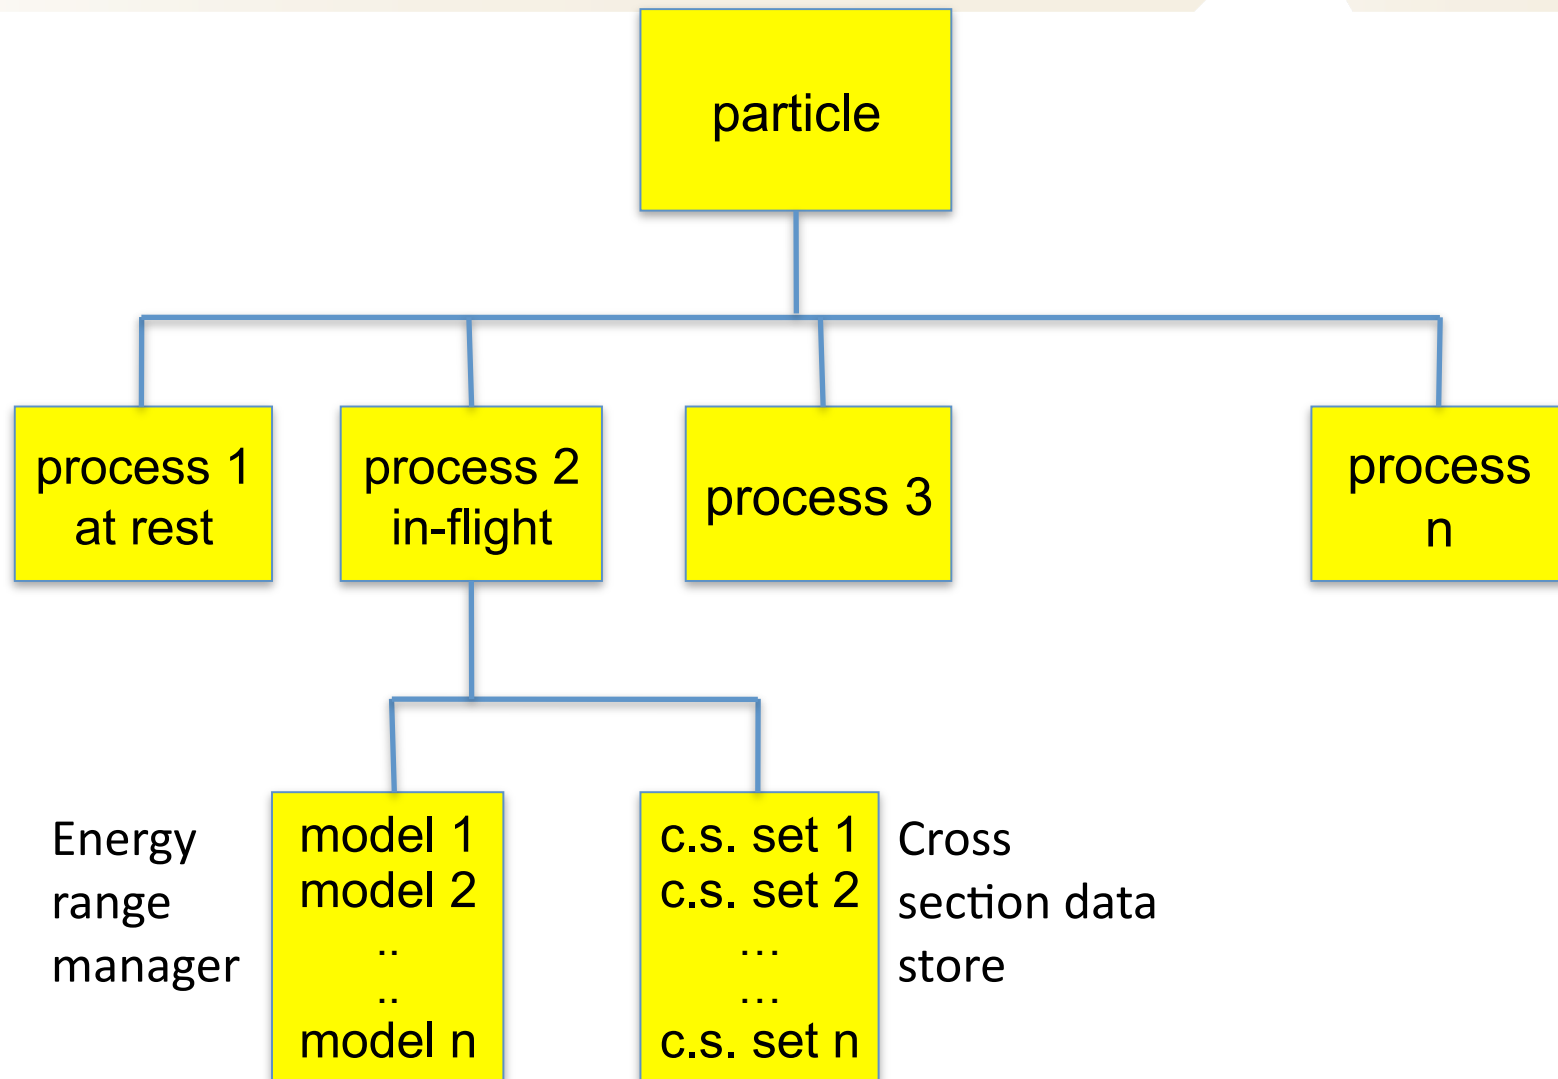 particle
process 1
at rest
process 2
in-flight
process 3
process
n
Energy
range
manager
model 1
model 2
..
..
model n
c.s. set 1
c.s. set 2
...
...
c.s. set n
Cross
section data
store